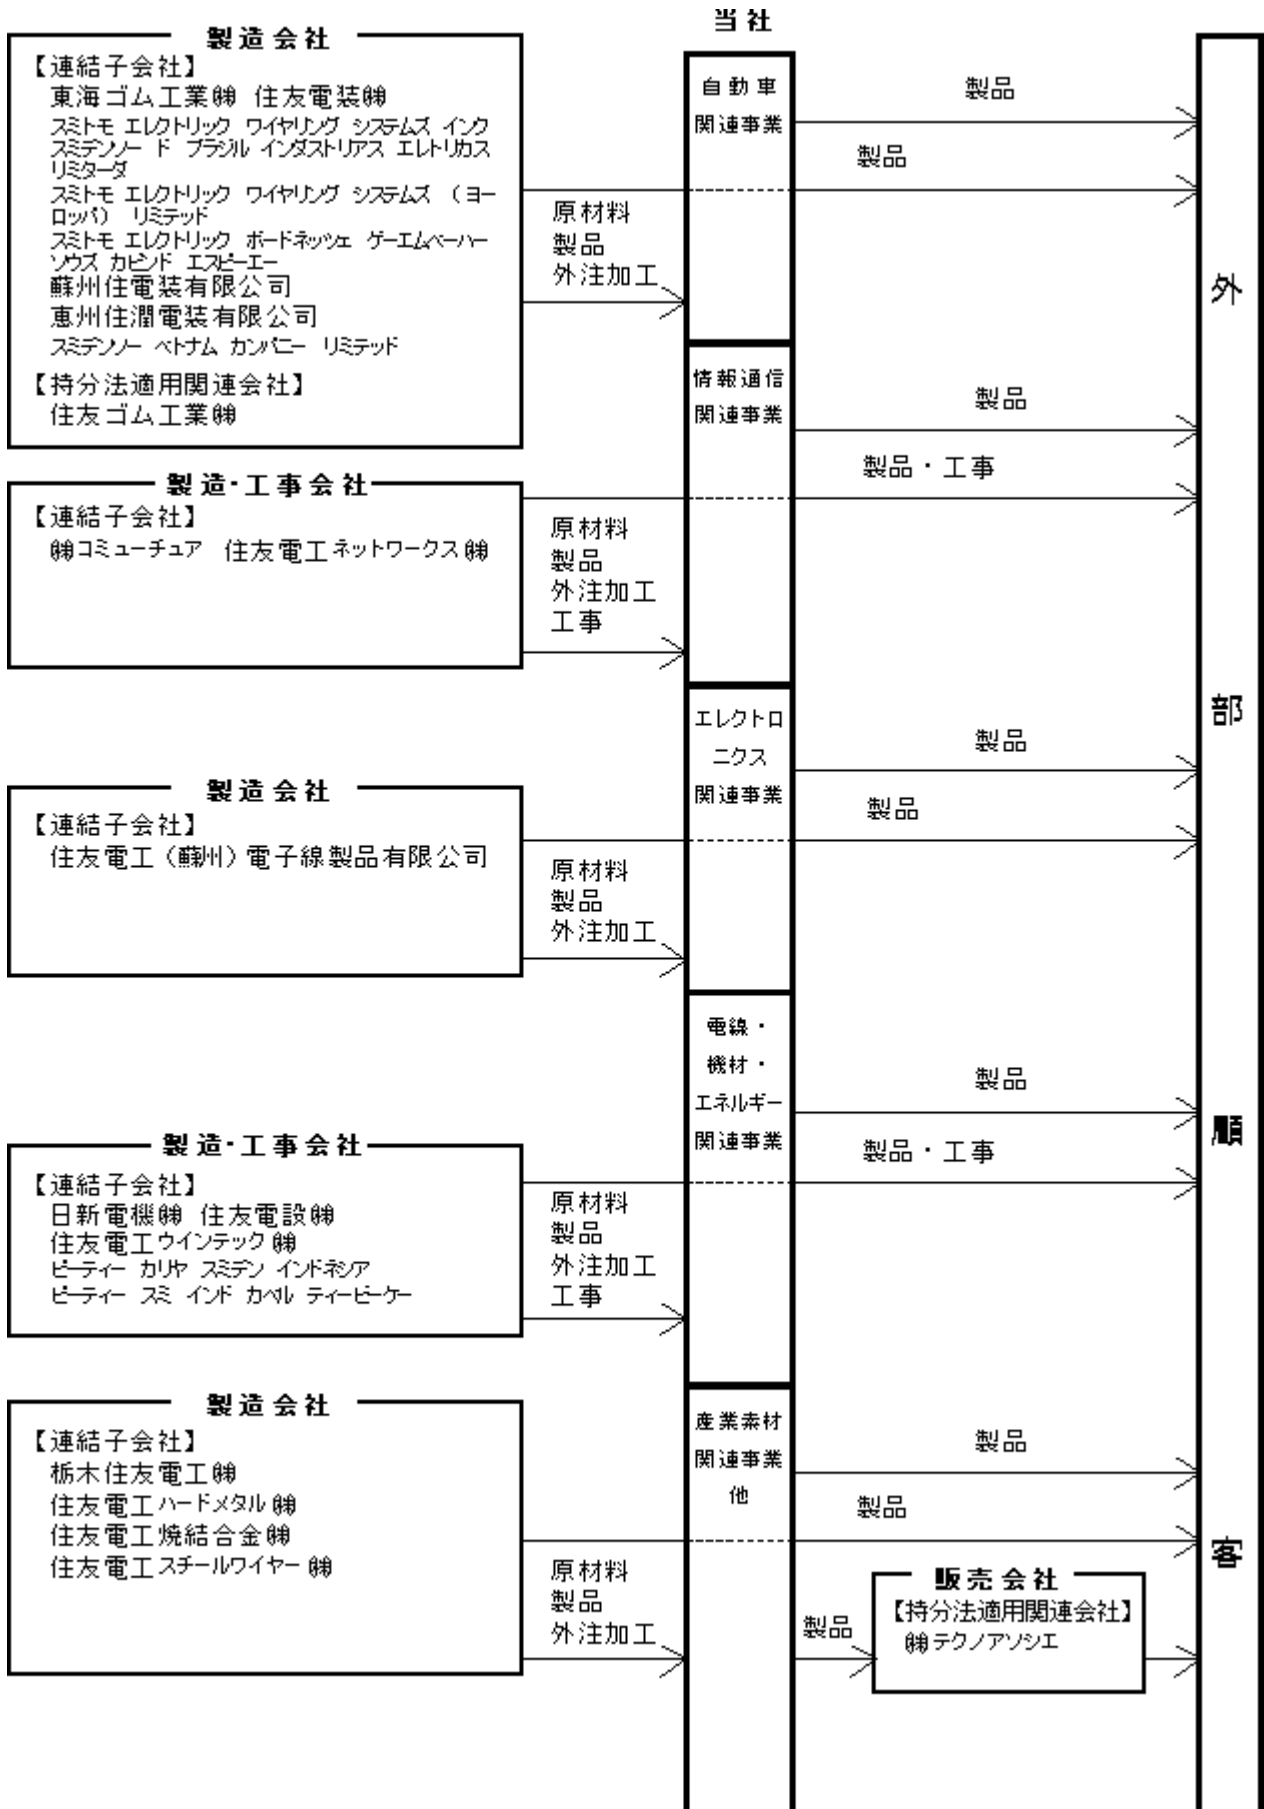 当社
製造会社
【連結子会社】
東海ゴム工業㈱ 住友電装㈱
スミトモ エレクトリック ワイヤリング システムズ インク
スミデンソー ド ブラジル インダストリアス エレトリカス
リミターダ
スミトモ エレクトリック ワイヤリング システムズ (ヨー
ロッパ) リミテッド
スミトモ エレクトリック ボードネッツェ ゲーエムベーハー
ソウズ カビンド エスピーエー
蘇州住電装有限公司
恵州住潤電装有限公司
スミデンソー ベトナム カンパニー リミテッド
【持分法適用関連会社】
住友ゴム工業㈱
原材料
製品
外注加工
自動車
関連事業
製品
製品
製造・工事会社
【連結子会社】
㈱コミューチュア 住友電工ネットワークス㈱
原材料
製品
外注加工
工事
情報通信
関連事業
製品
製品・工事
製造会社
【連結子会社】
住友電工(蘇州)電子線製品有限公司
原材料
製品
外注加工
エレクトロ
ニクス
関連事業
製品
製品
製造・工事会社
【連結子会社】
日新電機㈱ 住友電設㈱
住友電工ウインテック㈱
ピーティー カリヤ スミデン インドネシア
ピーティー スミ インド カベル ティービーケー
原材料
製品
外注加工
工事
電線・
機材・
エネルギー
関連事業
製品
製品・工事
製造会社
【連結子会社】
栃木住友電工㈱
住友電工ハードメタル㈱
住友電工焼結合金㈱
住友電工スチールワイヤー㈱
原材料
製品
外注加工
産業素材
関連事業
他
製品
製品
製品
販売会社
【持分法適用関連会社】
㈱テクノアソシエ
外
部
顧
客